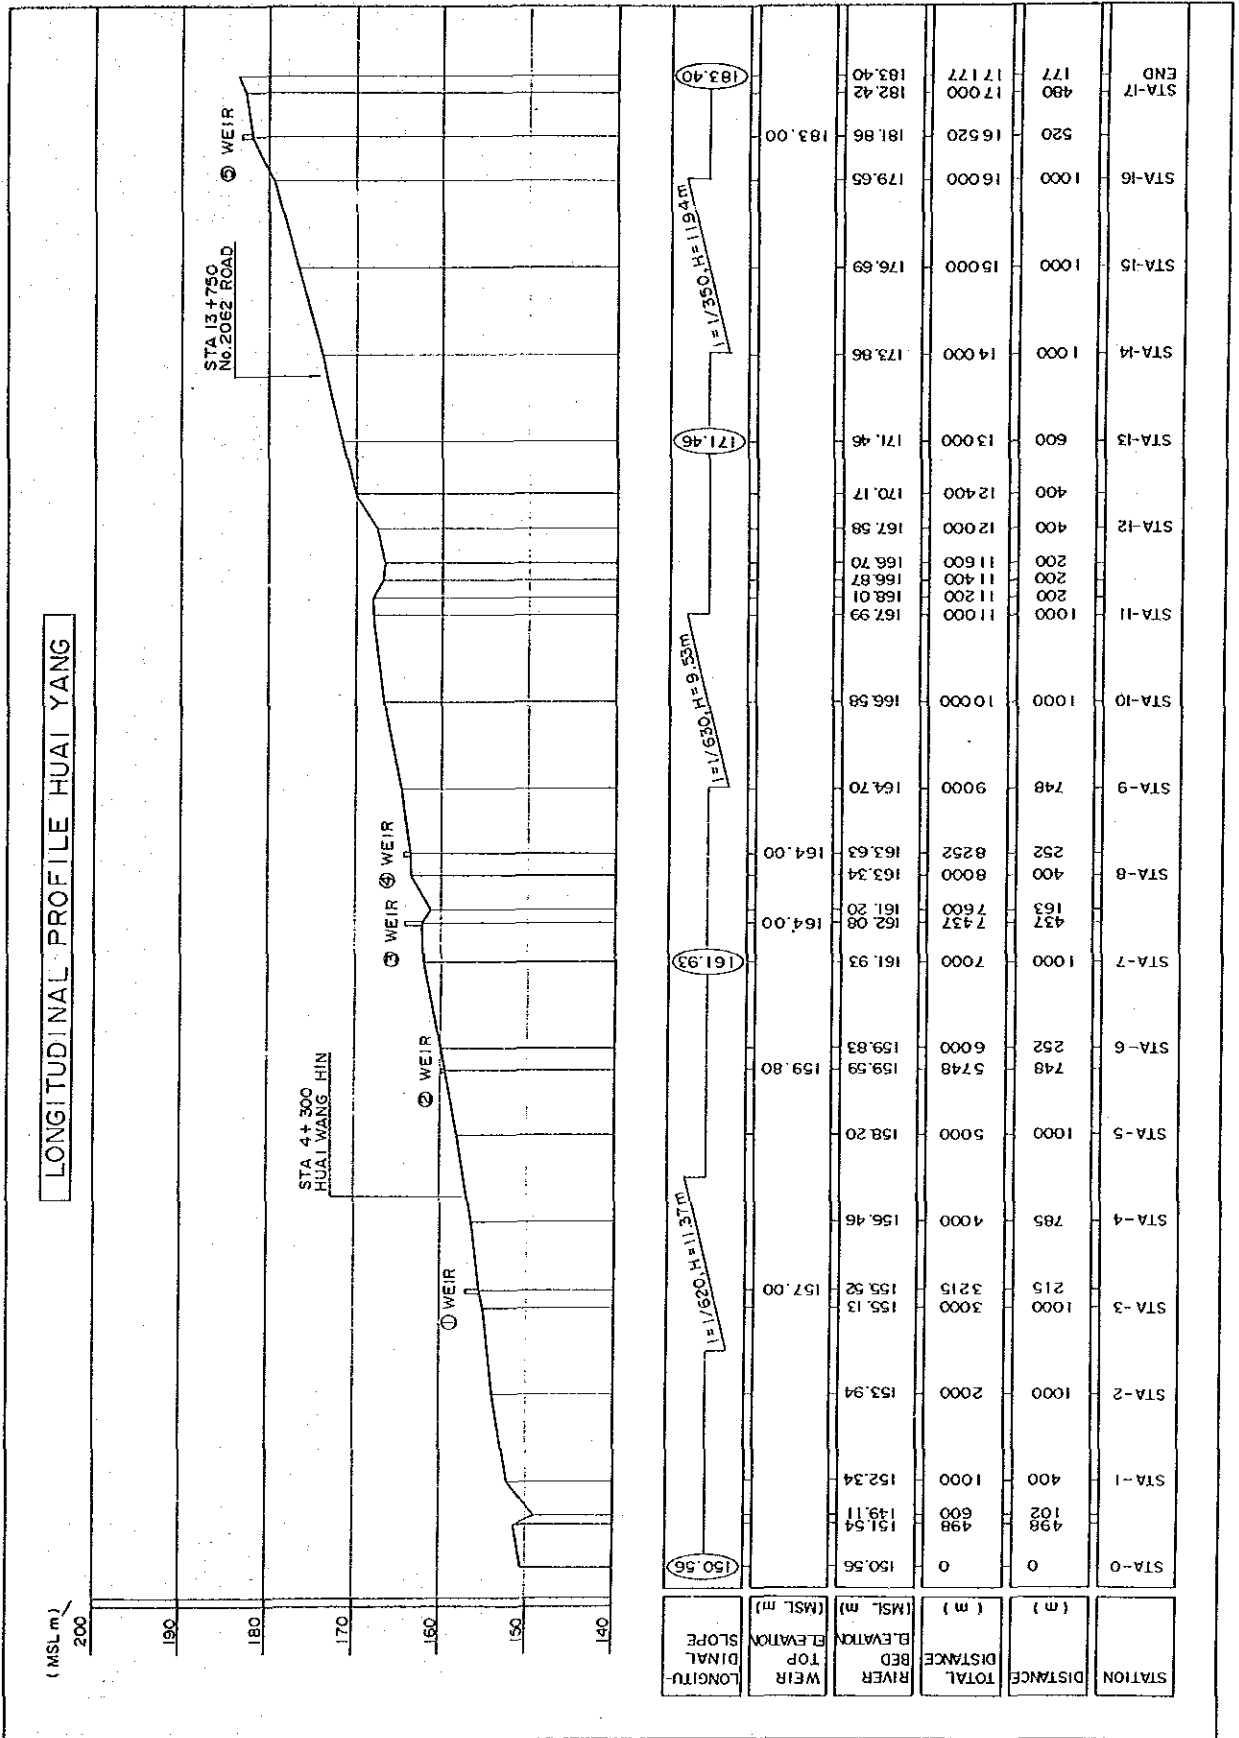 LONGITUDINAL PROFILE HUAI YANG
( MSL m )
200
190
180
170
160
150
140
① WEIR
STA 4+300
HUAI WANG HIN
② WEIR
③ WEIR
④ WEIR
STA 13+750
No.2062 ROAD
⑤ WEIR
LONGITU-
DINAL
SLOPE
150.56
I=1/620, H=11.37m
161.93
I=1/630, H=9.53m
171.46
I=1/350, H=1194m
183.40
WEIR
TOP
ELEVATION
(MSL m)
157.00
159.80
164.00
164.00
183.00
RIVER
BED
ELEVATION
(MSL m)
150.56
151.54
149.11
152.34
153.94
155.13
155.52
156.46
158.20
159.59
159.83
161.93
162.08
161.20
163.34
163.63
164.70
166.58
167.99
168.01
166.87
166.70
167.58
170.17
171.46
173.86
176.69
179.65
181.86
182.42
183.40
TOTAL
DISTANCE
( m )
0
498
600
1000
2000
3000
3215
4000
5000
5748
6000
7000
7437
7600
8000
8252
9000
10000
11000
11200
11400
11600
12000
12400
13000
14000
15000
16000
16520
17000
17177
DISTANCE
( m )
0
498
102
400
1000
1000
215
785
1000
748
252
1000
437
163
400
252
748
1000
1000
200
200
200
400
400
600
1000
1000
1000
520
480
177
STATION
STA-0
STA-1
STA-2
STA-3
STA-4
STA-5
STA-6
STA-7
STA-8
STA-9
STA-10
STA-11
STA-12
STA-13
STA-14
STA-15
STA-16
STA-17
END